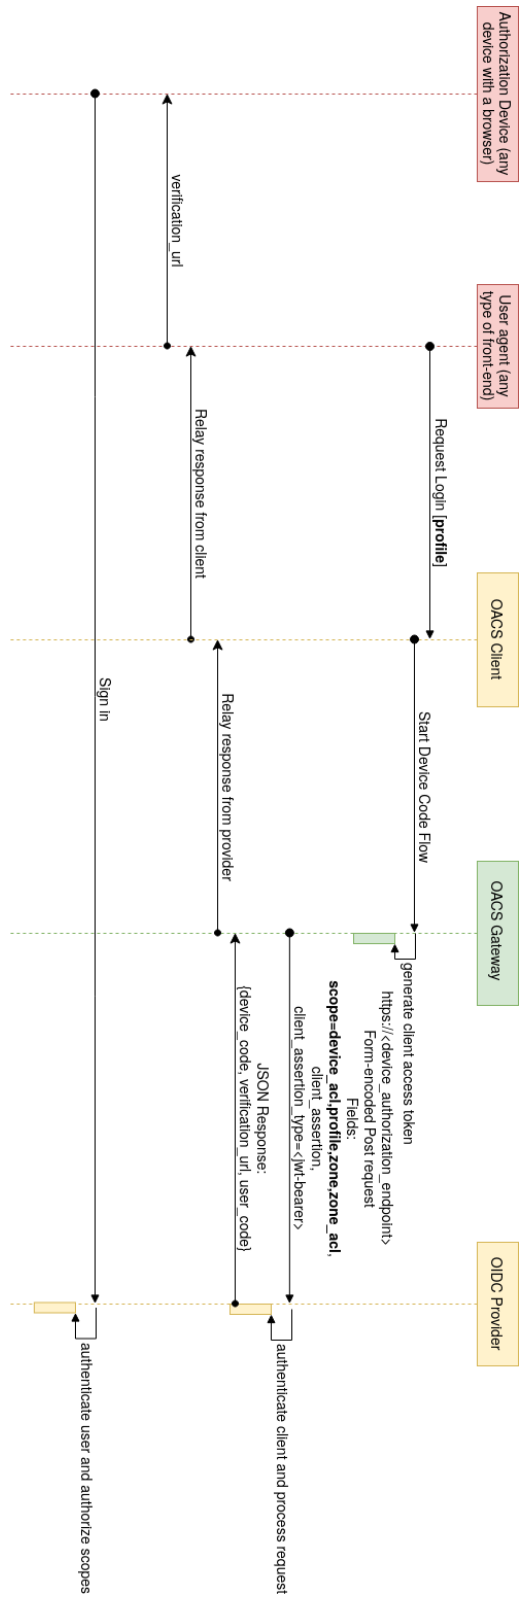 Authorization Device (any
device with a browser)
User agent (any
type of front-end)
OACS Client
OACS Gateway
OIDC Provider
Request Login [profile]
Start Device Code Flow
generate client access token
https://<device_authorization_endpoint>
Form-encoded Post request
Fields:
scope=device_acl,profile,zone,zone_acl,
client_assertion,
client_assertion_type=<jwt-bearer>
authenticate client and process request
JSON Response:
{device_code, verification_url, user_code}
Relay response from provider
Relay response from client
verification_url
Sign in
authenticate user and authorize scopes